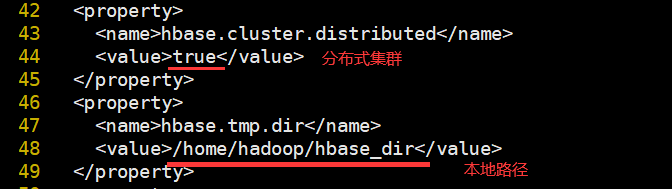 42   <property>
43     <name>hbase.cluster.distributed</name>
44     <value>true</value> 分布式集群
45   </property>
46   <property>
47     <name>hbase.tmp.dir</name>
48     <value>/home/hadoop/hbase_dir</value>
本地路径
49   </property>